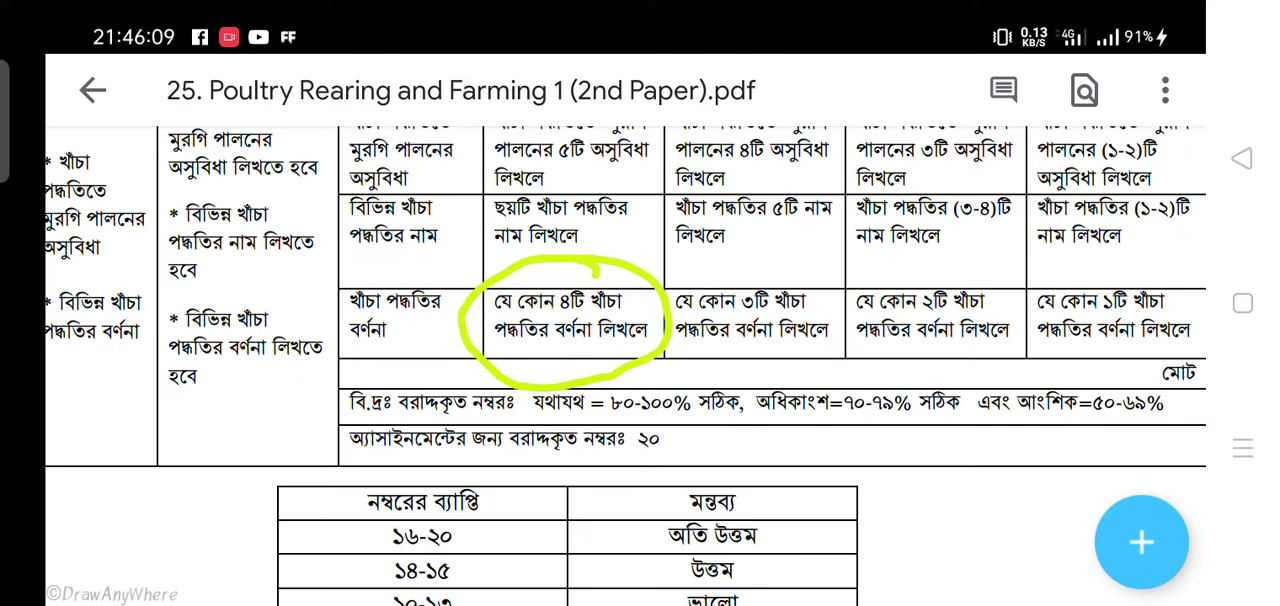 21:46:09 FF 0.13 KB/S 4G 91%
25. Poultry Rearing and Farming 1 (2nd Paper).pdf
* খাঁচা
পদ্ধতিতে
মুরগি পালনের
অসুবিধা
* বিভিন্ন খাঁচা
পদ্ধতির বর্ণনা
মুরগি পালনের
অসুবিধা লিখতে হবে
* বিভিন্ন খাঁচা
পদ্ধতির নাম লিখতে
হবে
* বিভিন্ন খাঁচা
পদ্ধতির বর্ণনা লিখতে
হবে
মুরগি পালনের
অসুবিধা
পালনের ৫টি অসুবিধা
লিখলে
পালনের ৪টি অসুবিধা
লিখলে
পালনের ৩টি অসুবিধা
লিখলে
পালনের (১-২)টি
অসুবিধা লিখলে
বিভিন্ন খাঁচা
পদ্ধতির নাম
ছয়টি খাঁচা পদ্ধতির
নাম লিখলে
খাঁচা পদ্ধতির ৫টি নাম
লিখলে
খাঁচা পদ্ধতির (৩-৪)টি
নাম লিখলে
খাঁচা পদ্ধতির (১-২)টি
নাম লিখলে
খাঁচা পদ্ধতির
বর্ণনা
যে কোন ৪টি খাঁচা
পদ্ধতির বর্ণনা লিখলে
যে কোন ৩টি খাঁচা
পদ্ধতির বর্ণনা লিখলে
যে কোন ২টি খাঁচা
পদ্ধতির বর্ণনা লিখলে
যে কোন ১টি খাঁচা
পদ্ধতির বর্ণনা লিখলে
মোট
বি.দ্রঃ বরাদ্দকৃত নম্বরঃ যথাযথ = ৮০-১০০% সঠিক, অধিকাংশ=৭০-৭৯% সঠিক এবং আংশিক=৫০-৬৯%
অ্যাসাইনমেন্টের জন্য বরাদ্দকৃত নম্বরঃ ২০
নম্বরের ব্যাপ্তি মন্তব্য
১৬-২০ অতি উত্তম
১৪-১৫ উত্তম
১০-১৩ ভালো
©DrawAnyWhere